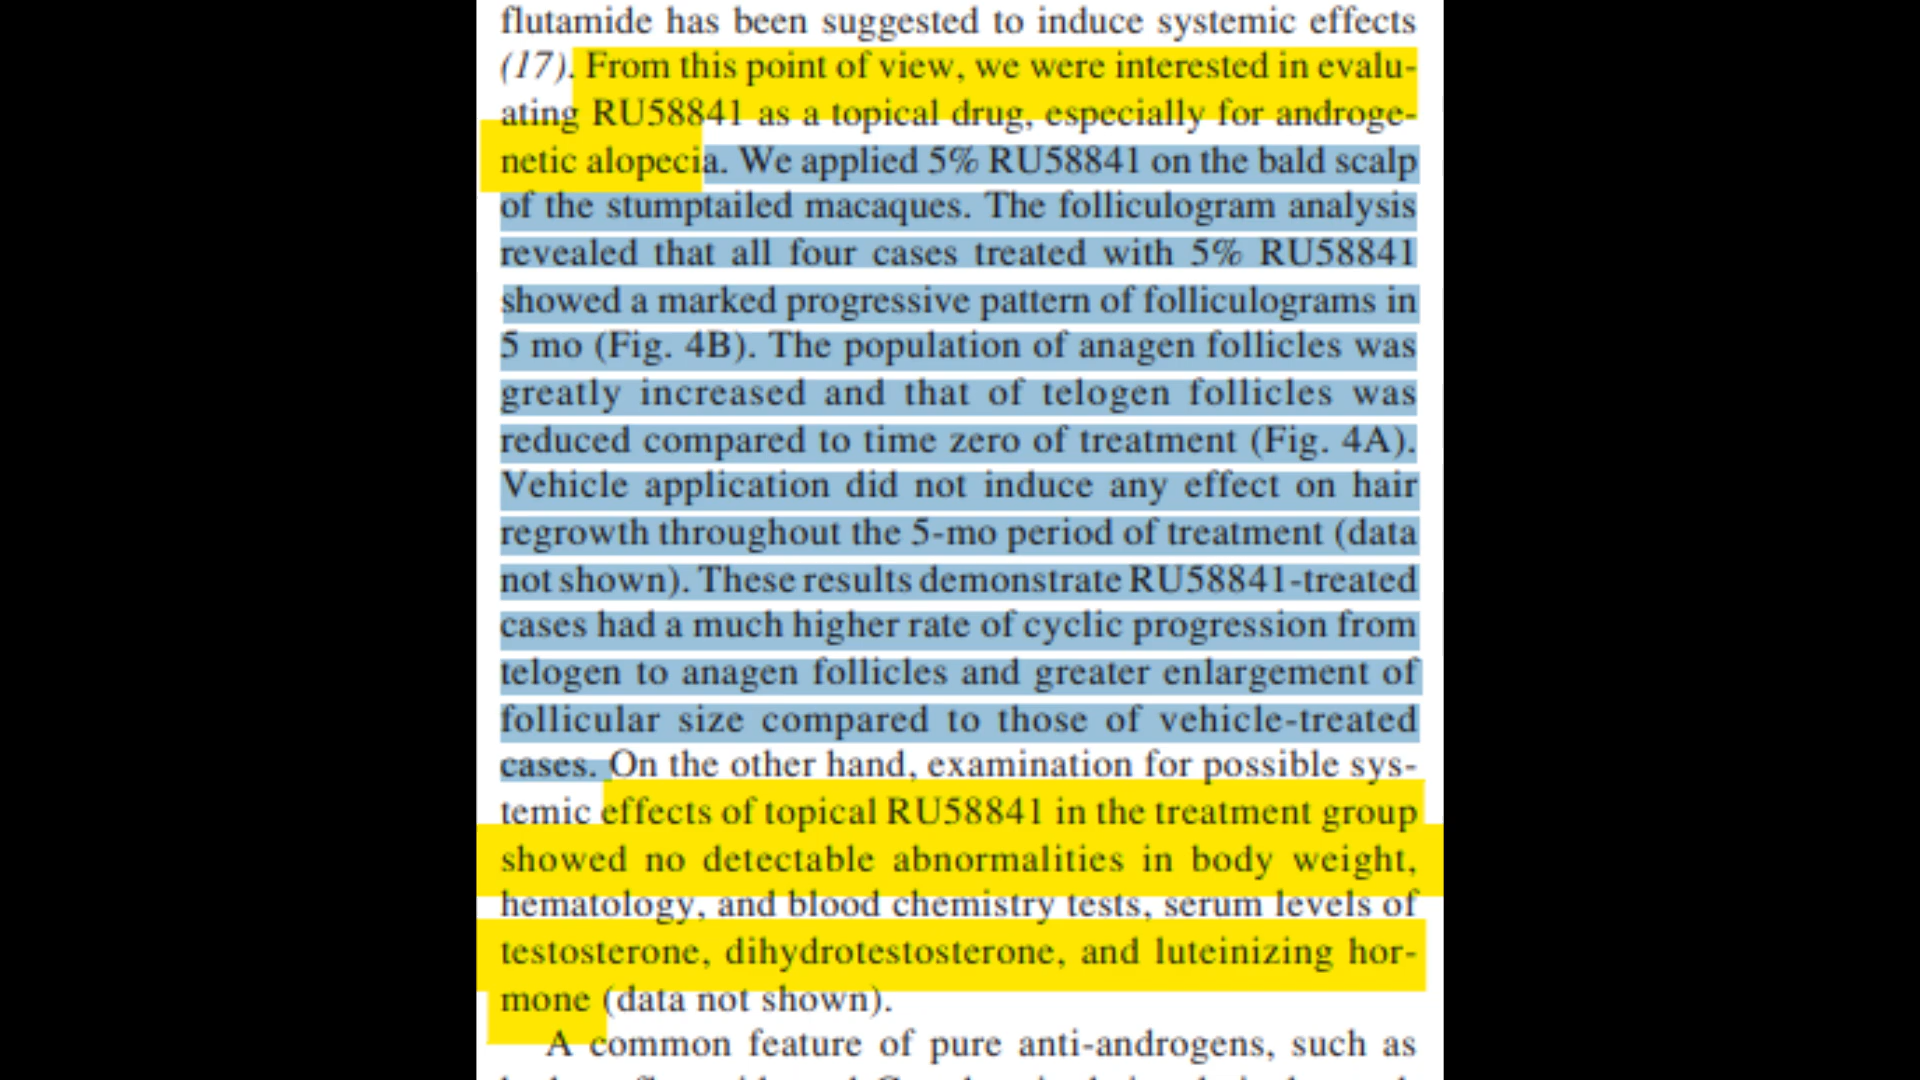 flutamide has been suggested to induce systemic effects
(17). From this point of view, we were interested in evalu-
ating RU58841 as a topical drug, especially for androge-
netic alopecia. We applied 5% RU58841 on the bald scalp
of the stumptailed macaques. The folliculogram analysis
revealed that all four cases treated with 5% RU58841
showed a marked progressive pattern of folliculograms in
5 mo (Fig. 4B). The population of anagen follicles was
greatly increased and that of telogen follicles was
reduced compared to time zero of treatment (Fig. 4A).
Vehicle application did not induce any effect on hair
regrowth throughout the 5-mo period of treatment (data
not shown). These results demonstrate RU58841-treated
cases had a much higher rate of cyclic progression from
telogen to anagen follicles and greater enlargement of
follicular size compared to those of vehicle-treated
cases. On the other hand, examination for possible sys-
temic effects of topical RU58841 in the treatment group
showed no detectable abnormalities in body weight,
hematology, and blood chemistry tests, serum levels of
testosterone, dihydrotestosterone, and luteinizing hor-
mone (data not shown).
A common feature of pure anti-androgens, such as